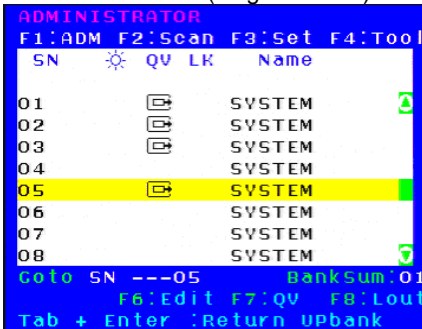 ADMINISTRATOR
F1:ADM F2:Scan F3:Set F4:Tool
SN QV LK Name
01 SYSTEM
02 SYSTEM
03 SYSTEM
04 SYSTEM
05 SYSTEM
06 SYSTEM
07 SYSTEM
08 SYSTEM
Goto SN ---05 BankSum:01
F6:Edit F7:QV F8:Lout
Tab + Enter :Return UPbank